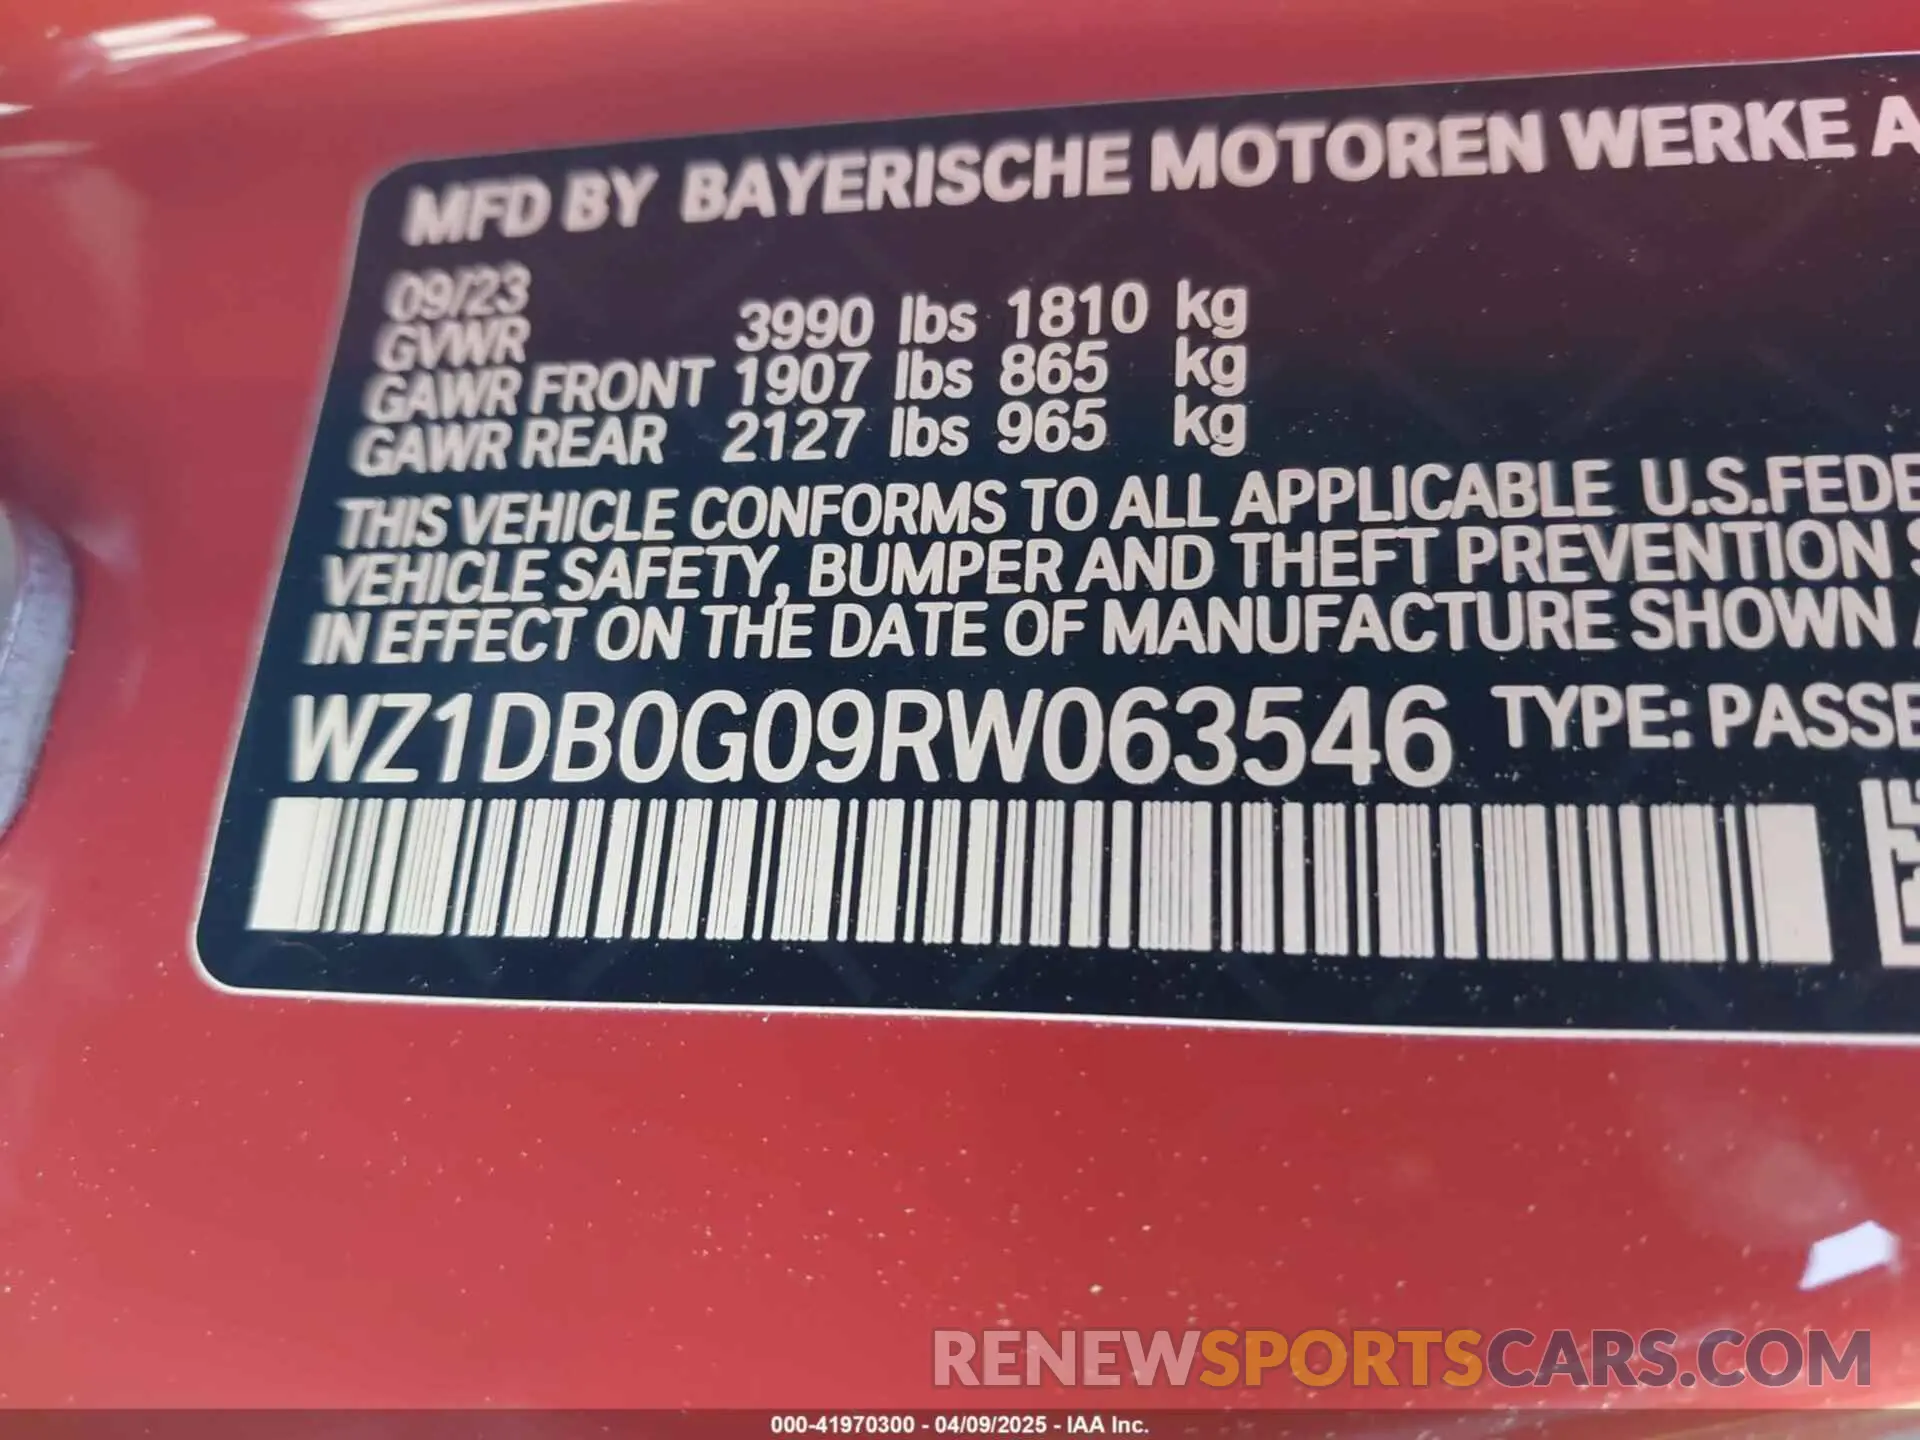 MFD BY BAYERISCHE MOTOREN WERKE A
09/23
GVWR 3990 lbs 1810 kg
GAWR FRONT 1907 lbs 865 kg
GAWR REAR 2127 lbs 965 kg
THIS VEHICLE CONFORMS TO ALL APPLICABLE U.S.FEDE
VEHICLE SAFETY, BUMPER AND THEFT PREVENTION S
IN EFFECT ON THE DATE OF MANUFACTURE SHOWN A
WZ1DB0G09RW063546 TYPE: PASSE
RENEWSPORTSCARS.COM
000-41970300 - 04/09/2025 - IAA Inc.